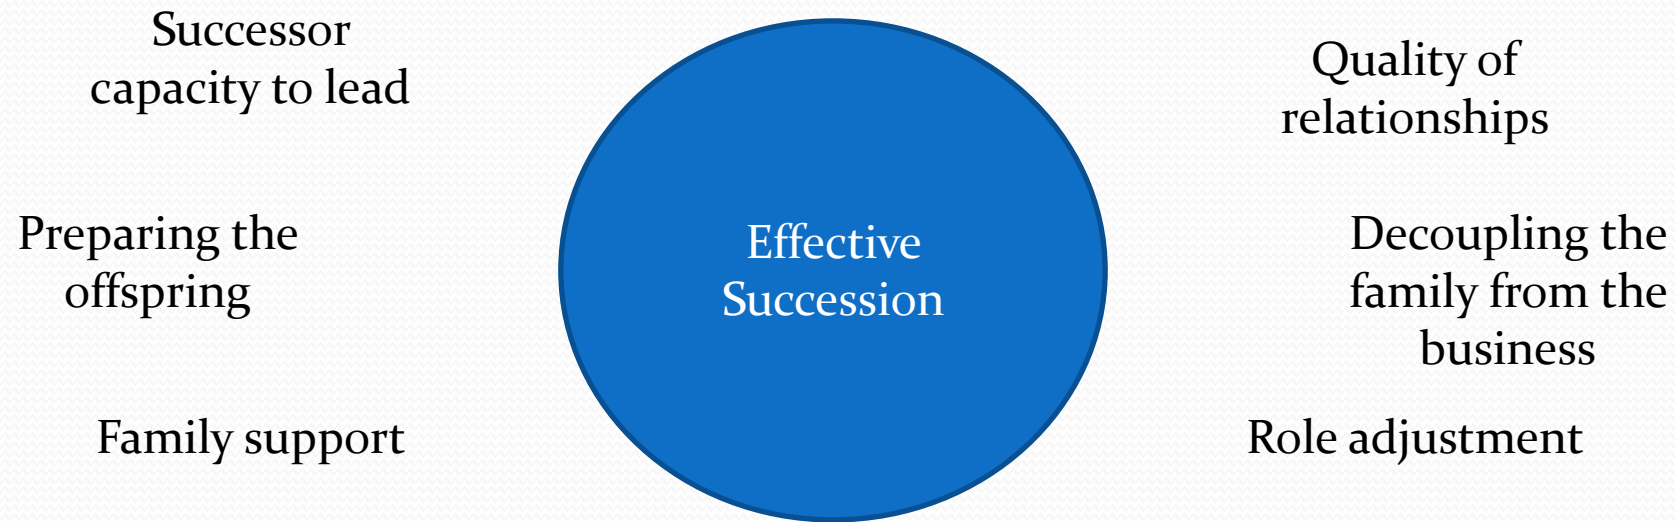 Successor
capacity to lead
Preparing the
offspring
Family support
Effective
Succession
Quality of
relationships
Decoupling the
family from the
business
Role adjustment